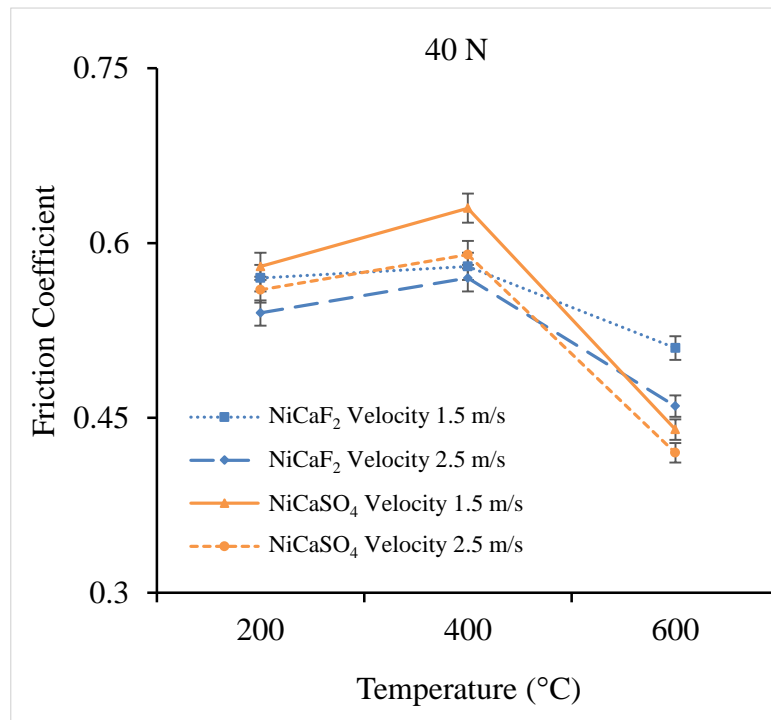 40 N
0.75
0.6
0.45
0.3
Friction Coefficient
NiCaF₂ Velocity 1.5 m/s
NiCaF₂ Velocity 2.5 m/s
NiCaSO₄ Velocity 1.5 m/s
NiCaSO₄ Velocity 2.5 m/s
200 400 600
Temperature (°C)